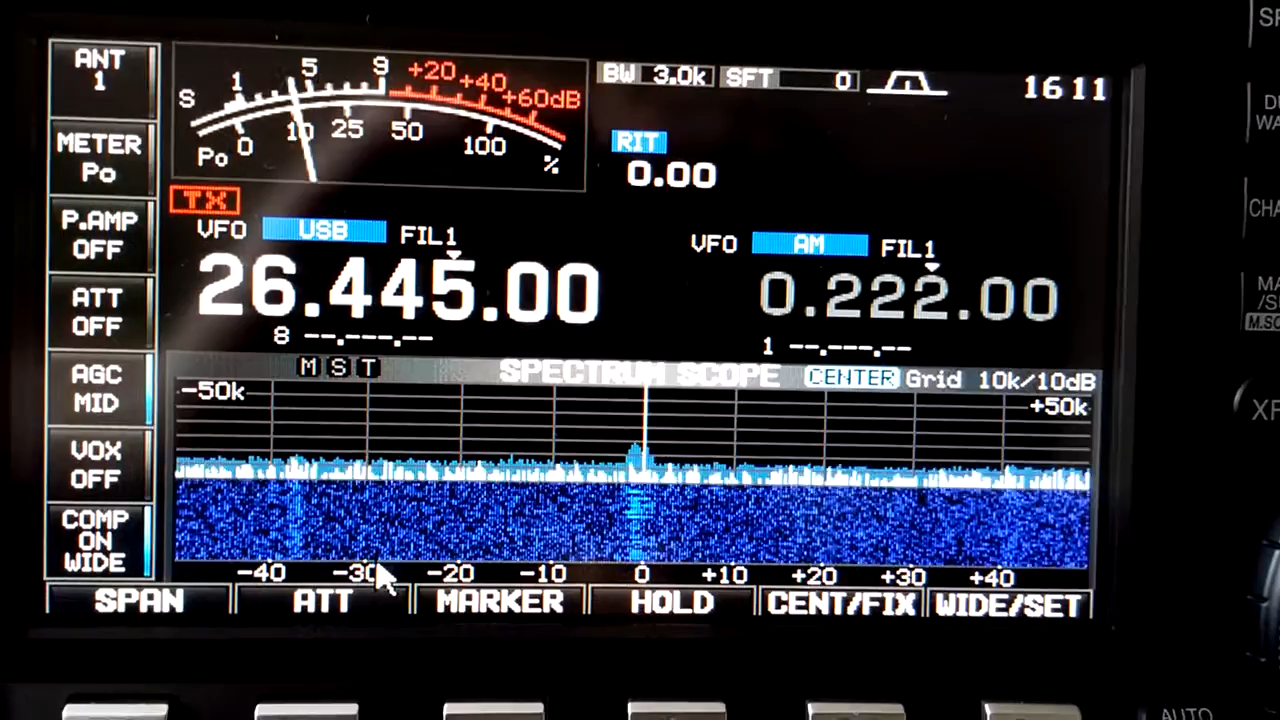 ANT
1
METER
Po
P.AMP
OFF
ATT
OFF
AGC
MID
VOX
OFF
COMP
ON
WIDE
S 1 5 9 +20 +40 +60dB
Po 0 10 25 50 100 %
BW 3.0k SFT 0
16 11
RIT
0.00
TX
VFO USB FIL1
26.445.00
8 --.---.--
VFO AM FIL1
0.222.00
1 --.---.--
M S T SPECTRUM SCOPE CENTER Grid 10k/10dB
-50k +50k
-40 -30 -20 -10 0 +10 +20 +30 +40
SPAN ATT MARKER HOLD CENT/FIX WIDE/SET
AUTO